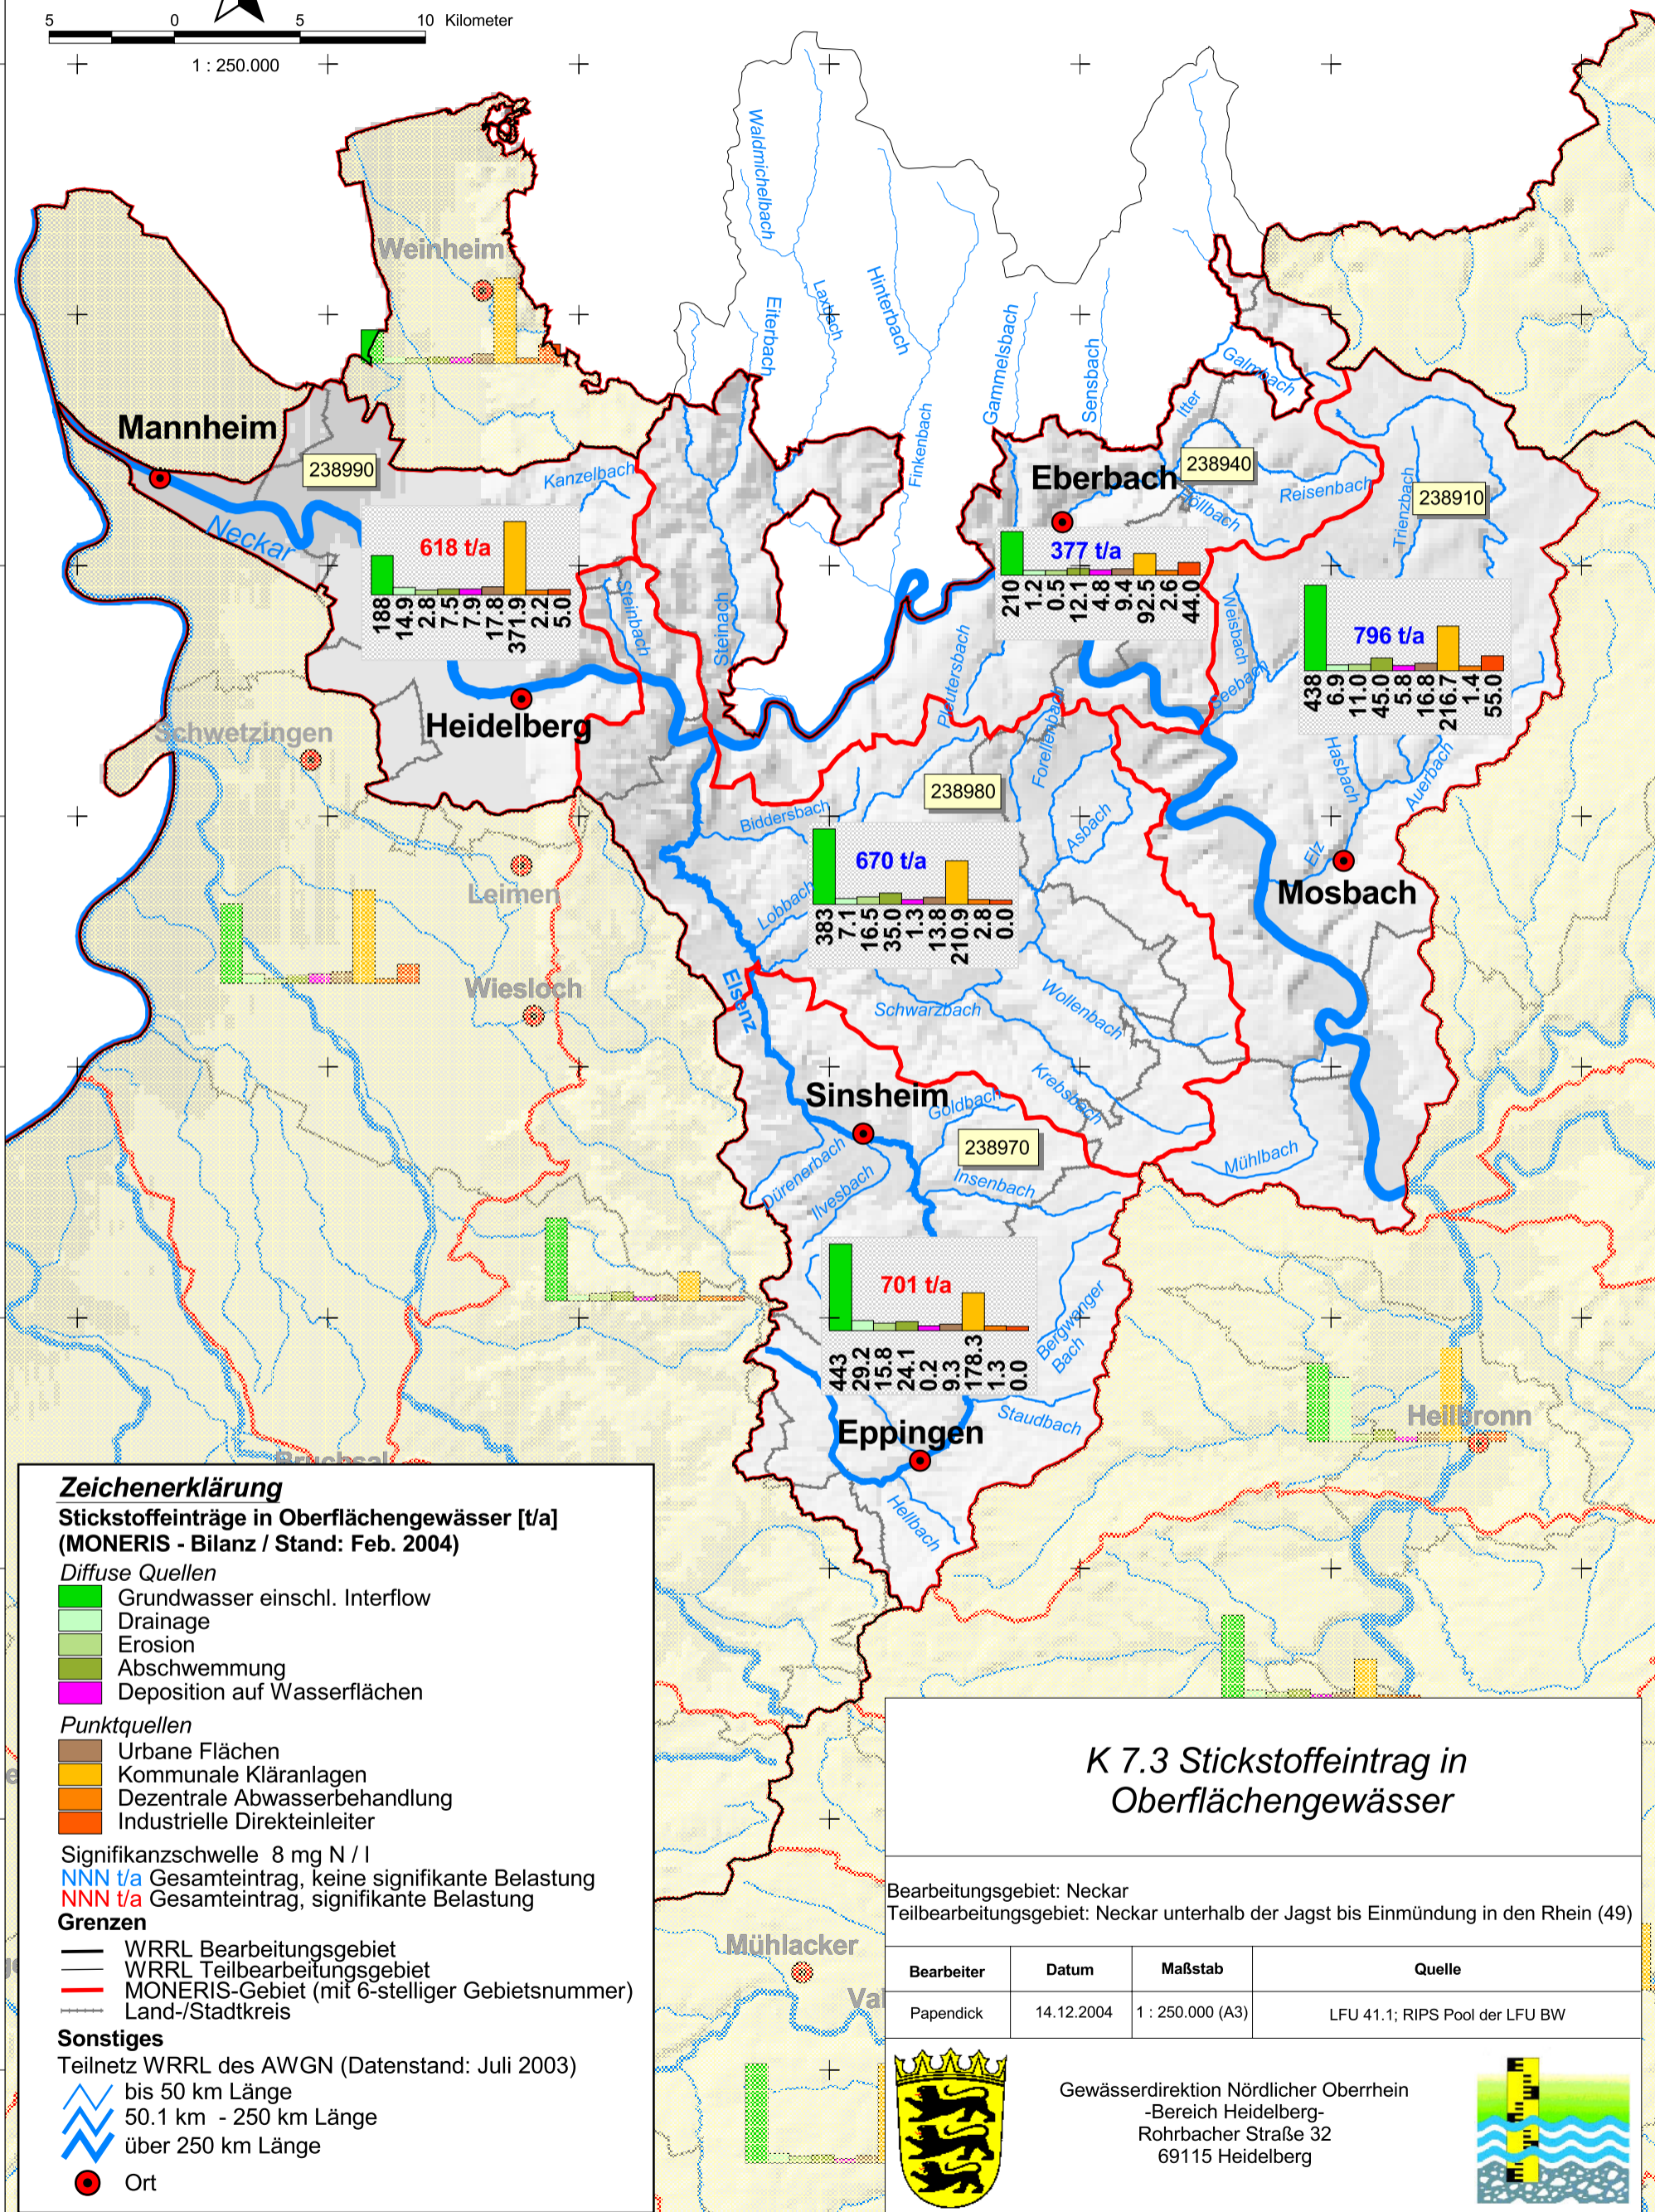 5 0 5 10 Kilometer
1 : 250.000
Waldmichelbach
Weinheim
Laxbach
Hinterbach
Eiterbach
Gammelsbach
Sensbach
Galmbach
Itter
Finkenbach
Mannheim
238990
Kanzelbach
Eberbach
238940
Reisenbach
Höllbach
Trienzbach
238910
Neckar
618 t/a
188
14.9
2.8
7.5
7.9
17.8
371.9
2.2
5.0
377 t/a
210
1.2
0.5
12.1
4.8
9.4
92.5
2.6
44.0
796 t/a
438
6.9
11.0
45.0
5.8
16.8
216.7
1.4
55.0
Steinbach
Steinach
Weisbach
Seebach
Pleutersbach
Forellenbach
Heidelberg
Schwetzingen
Hasbach
Auerbach
238980
Biddersbach
Asbach
Elz
Mosbach
670 t/a
383
7.1
16.5
35.0
1.3
13.8
210.9
2.8
0.0
Lobbach
Leimen
Wiesloch
Elsenz
Schwarzbach
Wollenbach
Krebsbach
Sinsheim
Goldbach
238970
Mühlbach
Dürenerbach
Ilvesbach
Insenbach
701 t/a
443
29.2
15.8
24.1
0.2
9.3
178.3
1.3
0.0
Bergwanger
Bach
Staudbach
Eppingen
Heilbronn
Hellbach
Bruchsal
Zeichenerklärung
Stickstoffeinträge in Oberflächengewässer [t/a]
(MONERIS - Bilanz / Stand: Feb. 2004)
Diffuse Quellen
Grundwasser einschl. Interflow
Drainage
Erosion
Abschwemmung
Deposition auf Wasserflächen
Punktquellen
Urbane Flächen
Kommunale Kläranlagen
Dezentrale Abwasserbehandlung
Industrielle Direkteinleiter
Signifikanzschwelle 8 mg N / l
NNN t/a Gesamteintrag, keine signifikante Belastung
NNN t/a Gesamteintrag, signifikante Belastung
Grenzen
WRRL Bearbeitungsgebiet
WRRL Teilbearbeitungsgebiet
MONERIS-Gebiet (mit 6-stelliger Gebietsnummer)
Land-/Stadtkreis
Sonstiges
Teilnetz WRRL des AWGN (Datenstand: Juli 2003)
bis 50 km Länge
50.1 km - 250 km Länge
über 250 km Länge
Ort
Mühlacker
K 7.3 Stickstoffeintrag in
Oberflächengewässer
Bearbeitungsgebiet: Neckar
Teilbearbeitungsgebiet: Neckar unterhalb der Jagst bis Einmündung in den Rhein (49)
Bearbeiter Datum Maßstab Quelle
Papendick 14.12.2004 1 : 250.000 (A3) LFU 41.1; RIPS Pool der LFU BW
Gewässerdirektion Nördlicher Oberrhein
-Bereich Heidelberg-
Rohrbacher Straße 32
69115 Heidelberg